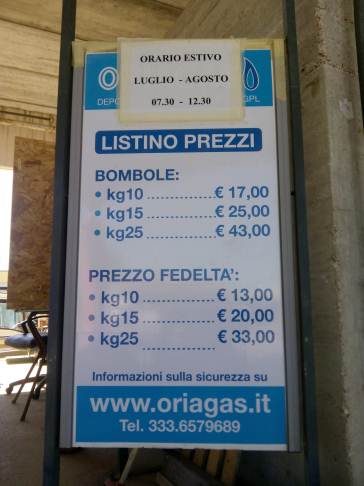 ORARIO ESTIVO
LUGLIO - AGOSTO
07.30 - 12.30
GPL
LISTINO PREZZI
BOMBOLE:
• kg10 ............... € 17,00
• kg15 ............... € 25,00
• kg25 ............... € 43,00
PREZZO FEDELTA':
• kg10 ............... € 13,00
• kg15 ............... € 20,00
• kg25 ............... € 33,00
Informazioni sulla sicurezza su
www.oriagas.it
Tel. 333.6579689